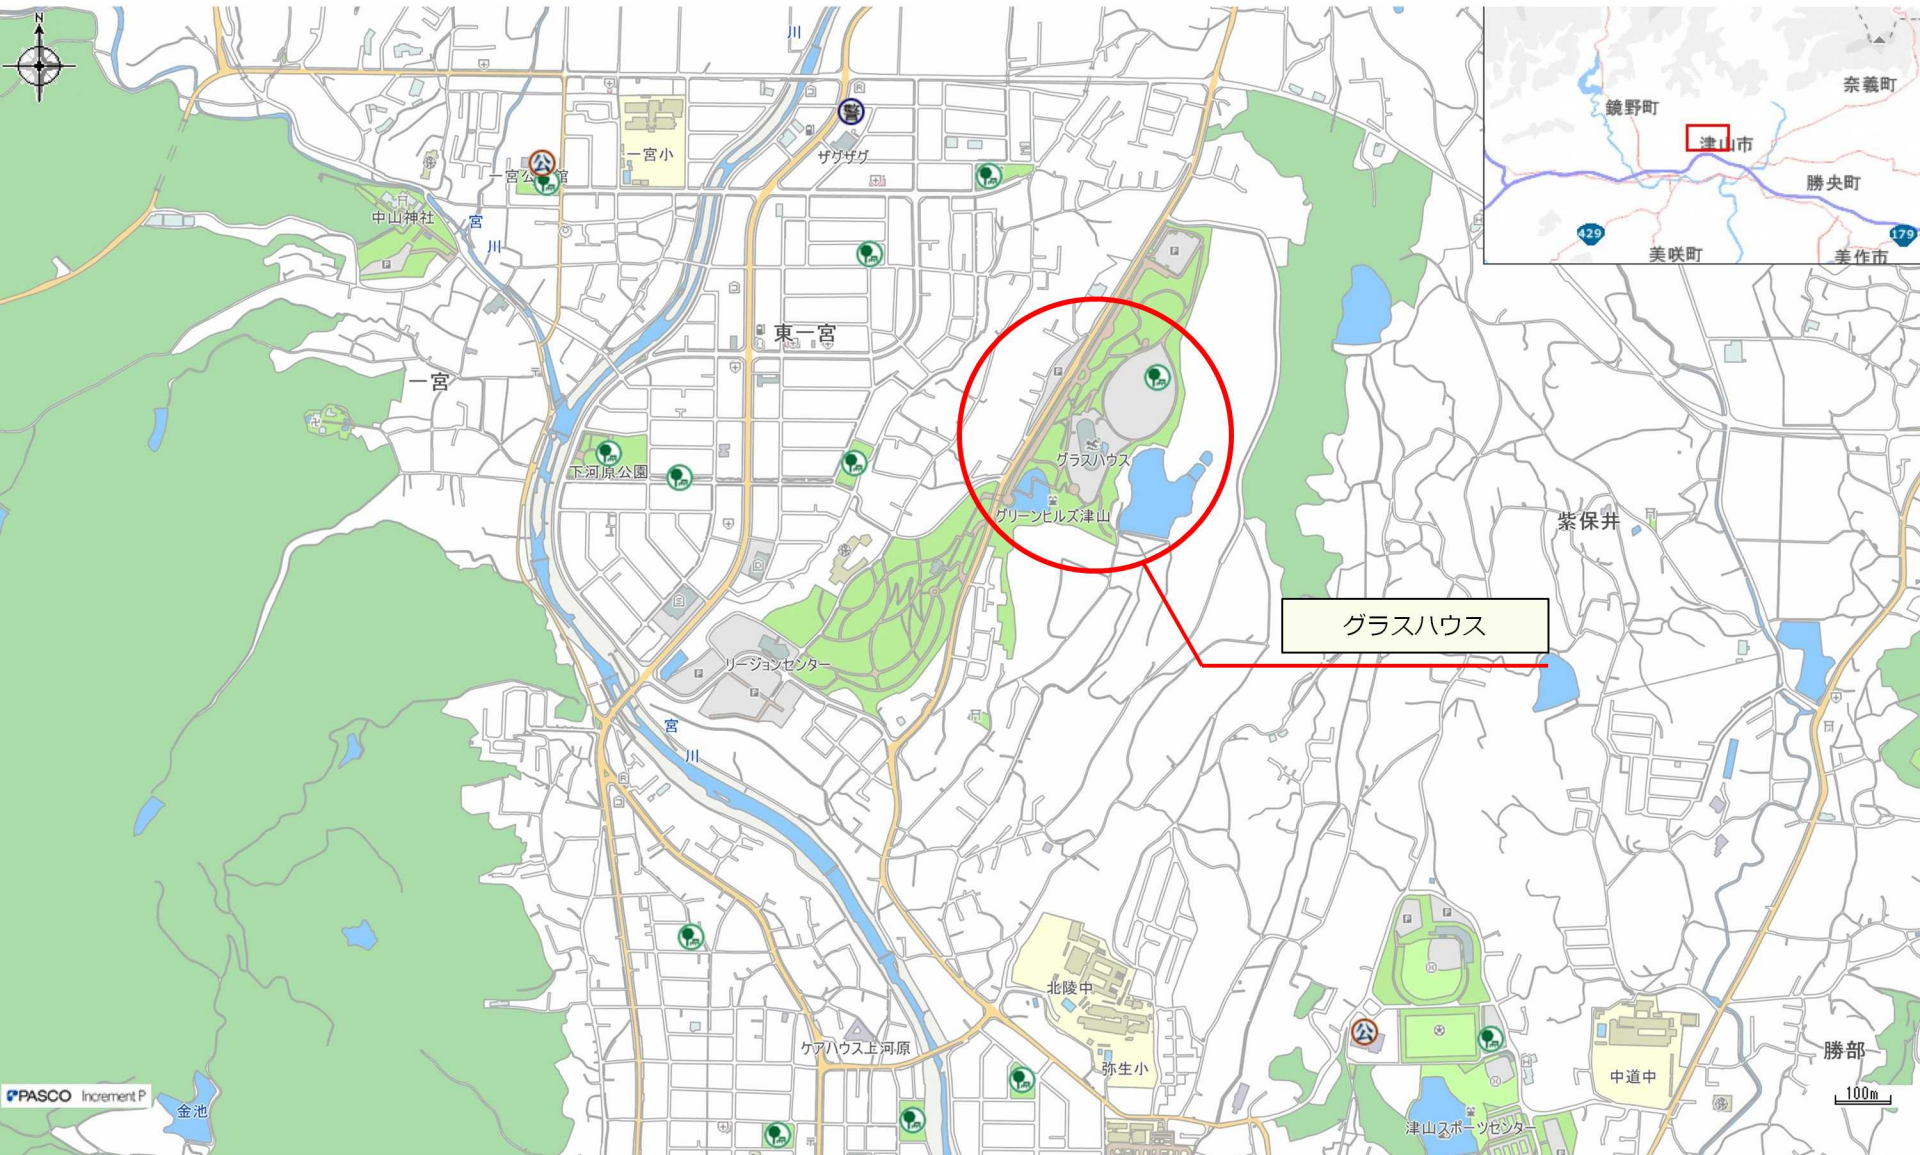 N
川
奈義町
鏡野町
津山市
勝央町
429
179
美咲町
美作市
警
ザグザグ
一宮小
公
一宮公 館
中山神社
宮
川
P
P
東一宮
一宮
P
下河原公園
グラスハウス
グリーンヒルズ津山
紫保井
グラスハウス
リージョンセンター
P
P
宮
川
P
P
北陵中
公
ケアハウス上河原
弥生小
中道中
勝部
100m
PASCO Increment P
金池
津山スポーツセンター
P